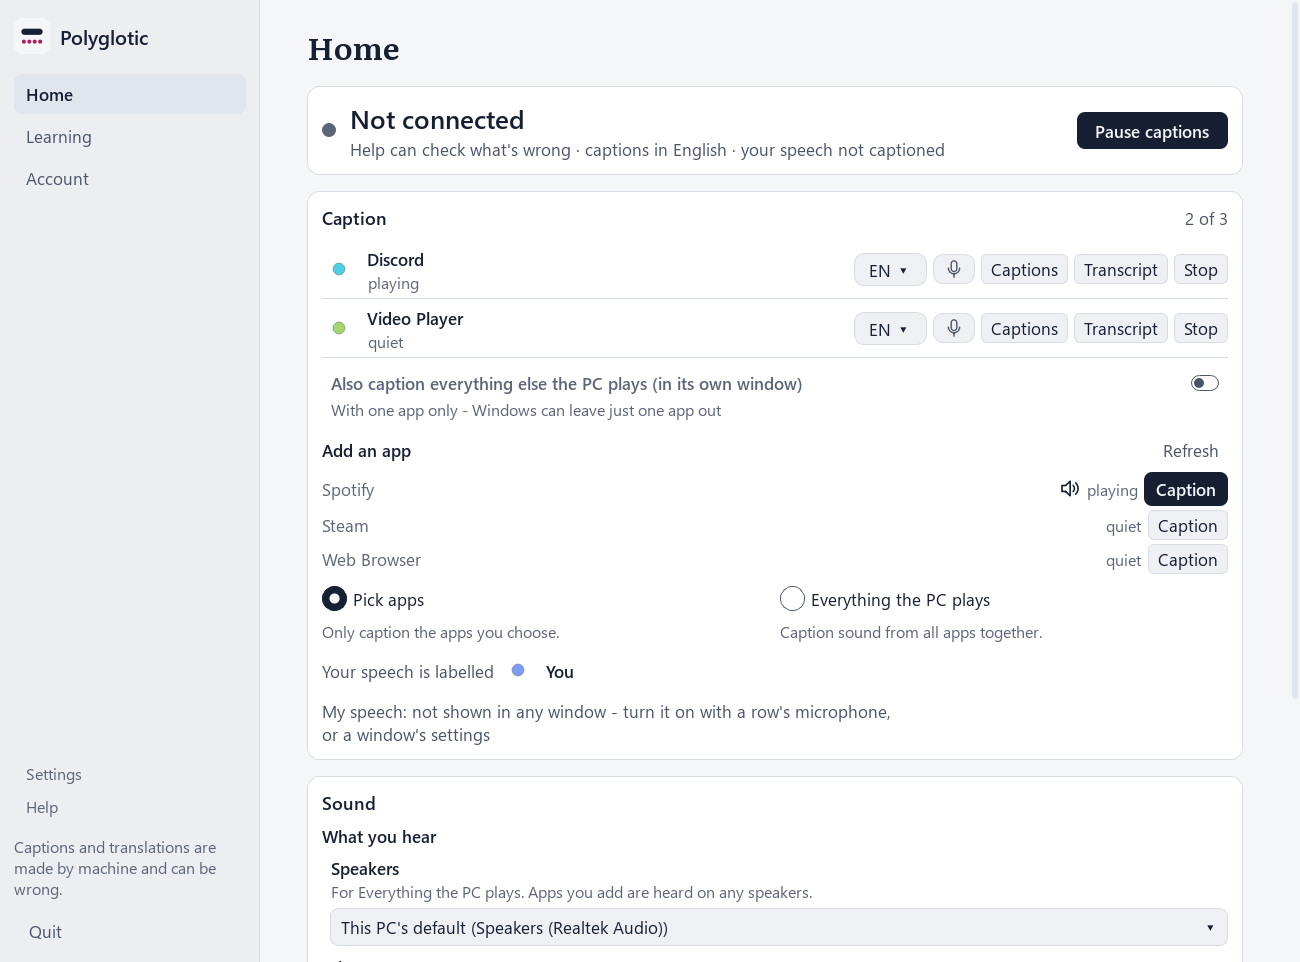 Polyglotic
Home
Learning
Account
Settings
Help
Captions and translations are
made by machine and can be
wrong.
Quit
Home
Not connected
Help can check what's wrong · captions in English · your speech not captioned
Pause captions
Caption
2 of 3
Discord
playing
EN ▾ Captions Transcript Stop
Video Player
quiet
EN ▾ Captions Transcript Stop
Also caption everything else the PC plays (in its own window)
With one app only - Windows can leave just one app out
Add an app
Refresh
Spotify
playing Caption
Steam
quiet Caption
Web Browser
quiet Caption
Pick apps
Only caption the apps you choose.
Everything the PC plays
Caption sound from all apps together.
Your speech is labelled You
My speech: not shown in any window - turn it on with a row's microphone,
or a window's settings
Sound
What you hear
Speakers
For Everything the PC plays. Apps you add are heard on any speakers.
This PC's default (Speakers (Realtek Audio)) ▾